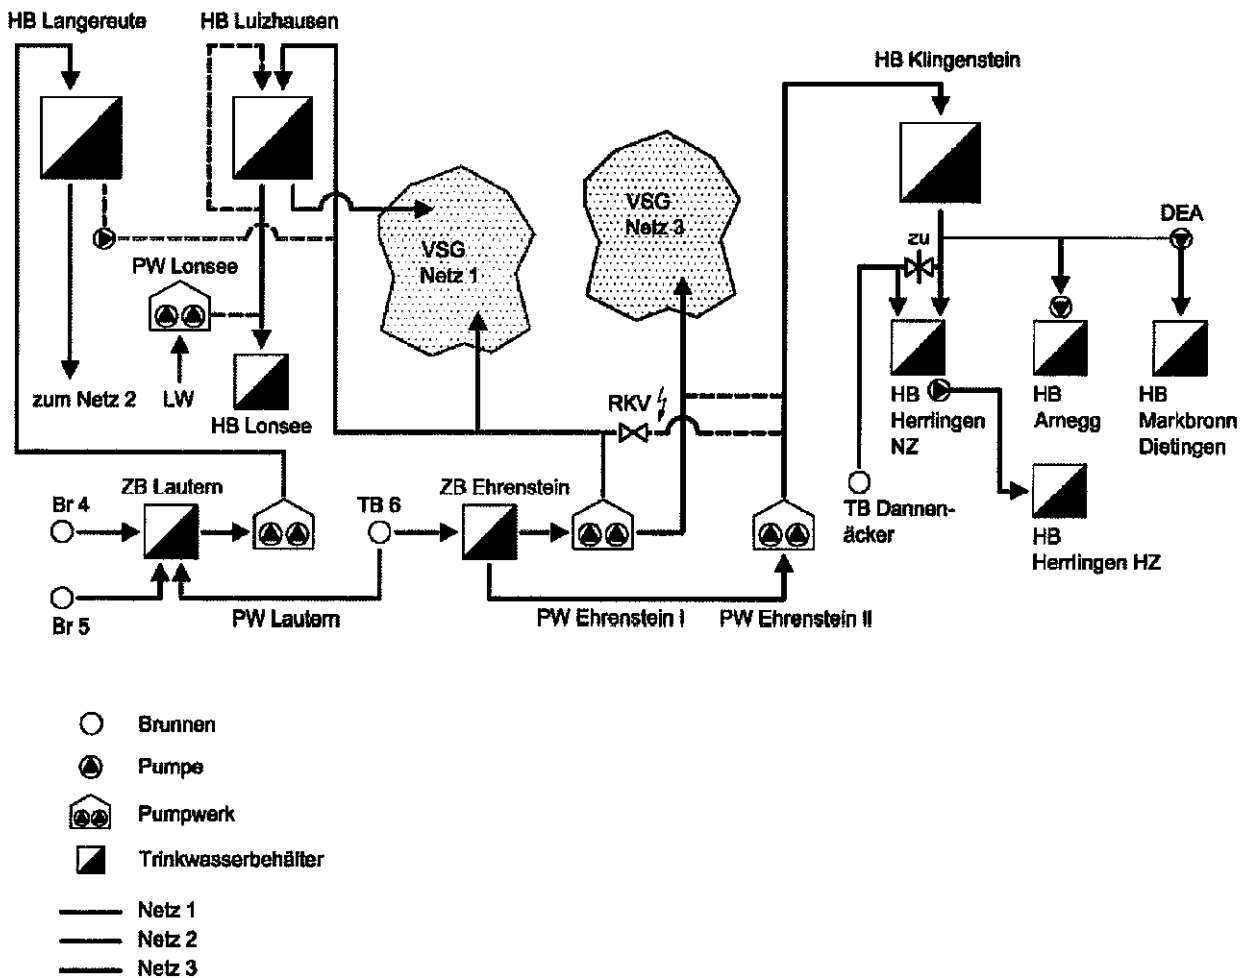 HB Langereute
HB Luizhausen
HB Klingenstein
VSG
Netz 1
VSG
Netz 3
DEA
zu
PW Lonsee
zum Netz 2
LW
HB Lonsee
RKV
HB
Herrlingen
NZ
HB
Arnegg
HB
Markbronn
Dietingen
Br 4
ZB Lautern
TB 6
ZB Ehrenstein
TB Dannen-
äcker
HB
Herrlingen HZ
Br 5
PW Lautern
PW Ehrenstein I
PW Ehrenstein II
Brunnen
Pumpe
Pumpwerk
Trinkwasserbehälter
Netz 1
Netz 2
Netz 3